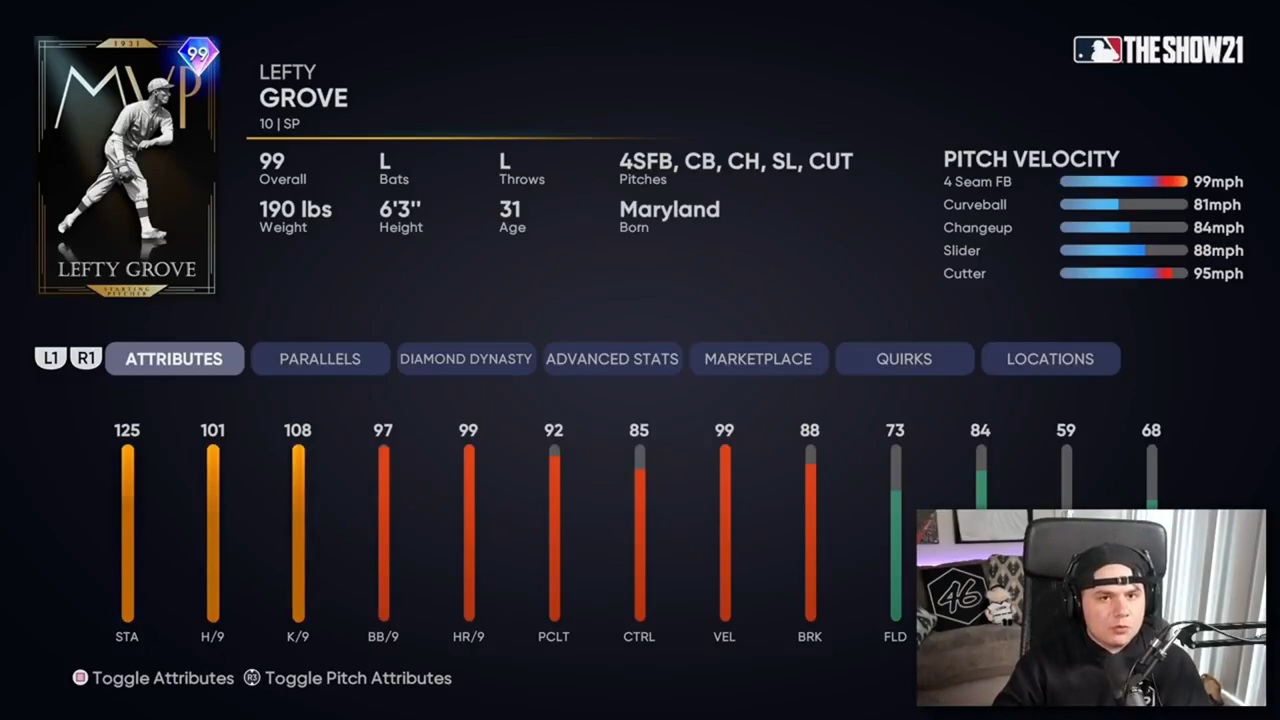 1931
MVP
99
LEFTY GROVE
STARTING
PITCHER
LEFTY
GROVE
10 | SP
99
Overall
L
Bats
L
Throws
4SFB, CB, CH, SL, CUT
Pitches
190 lbs
Weight
6'3"
Height
31
Age
Maryland
Born
MLB THE SHOW21
PITCH VELOCITY
4 Seam FB 99mph
Curveball 81mph
Changeup 84mph
Slider 88mph
Cutter 95mph
L1 R1 ATTRIBUTES PARALLELS DIAMOND DYNASTY ADVANCED STATS MARKETPLACE QUIRKS LOCATIONS
125 101 108 97 99 92 85 99 88 73 84 59 68
STA H/9 K/9 BB/9 HR/9 PCLT CTRL VEL BRK FLD
46
Toggle Attributes R3 Toggle Pitch Attributes